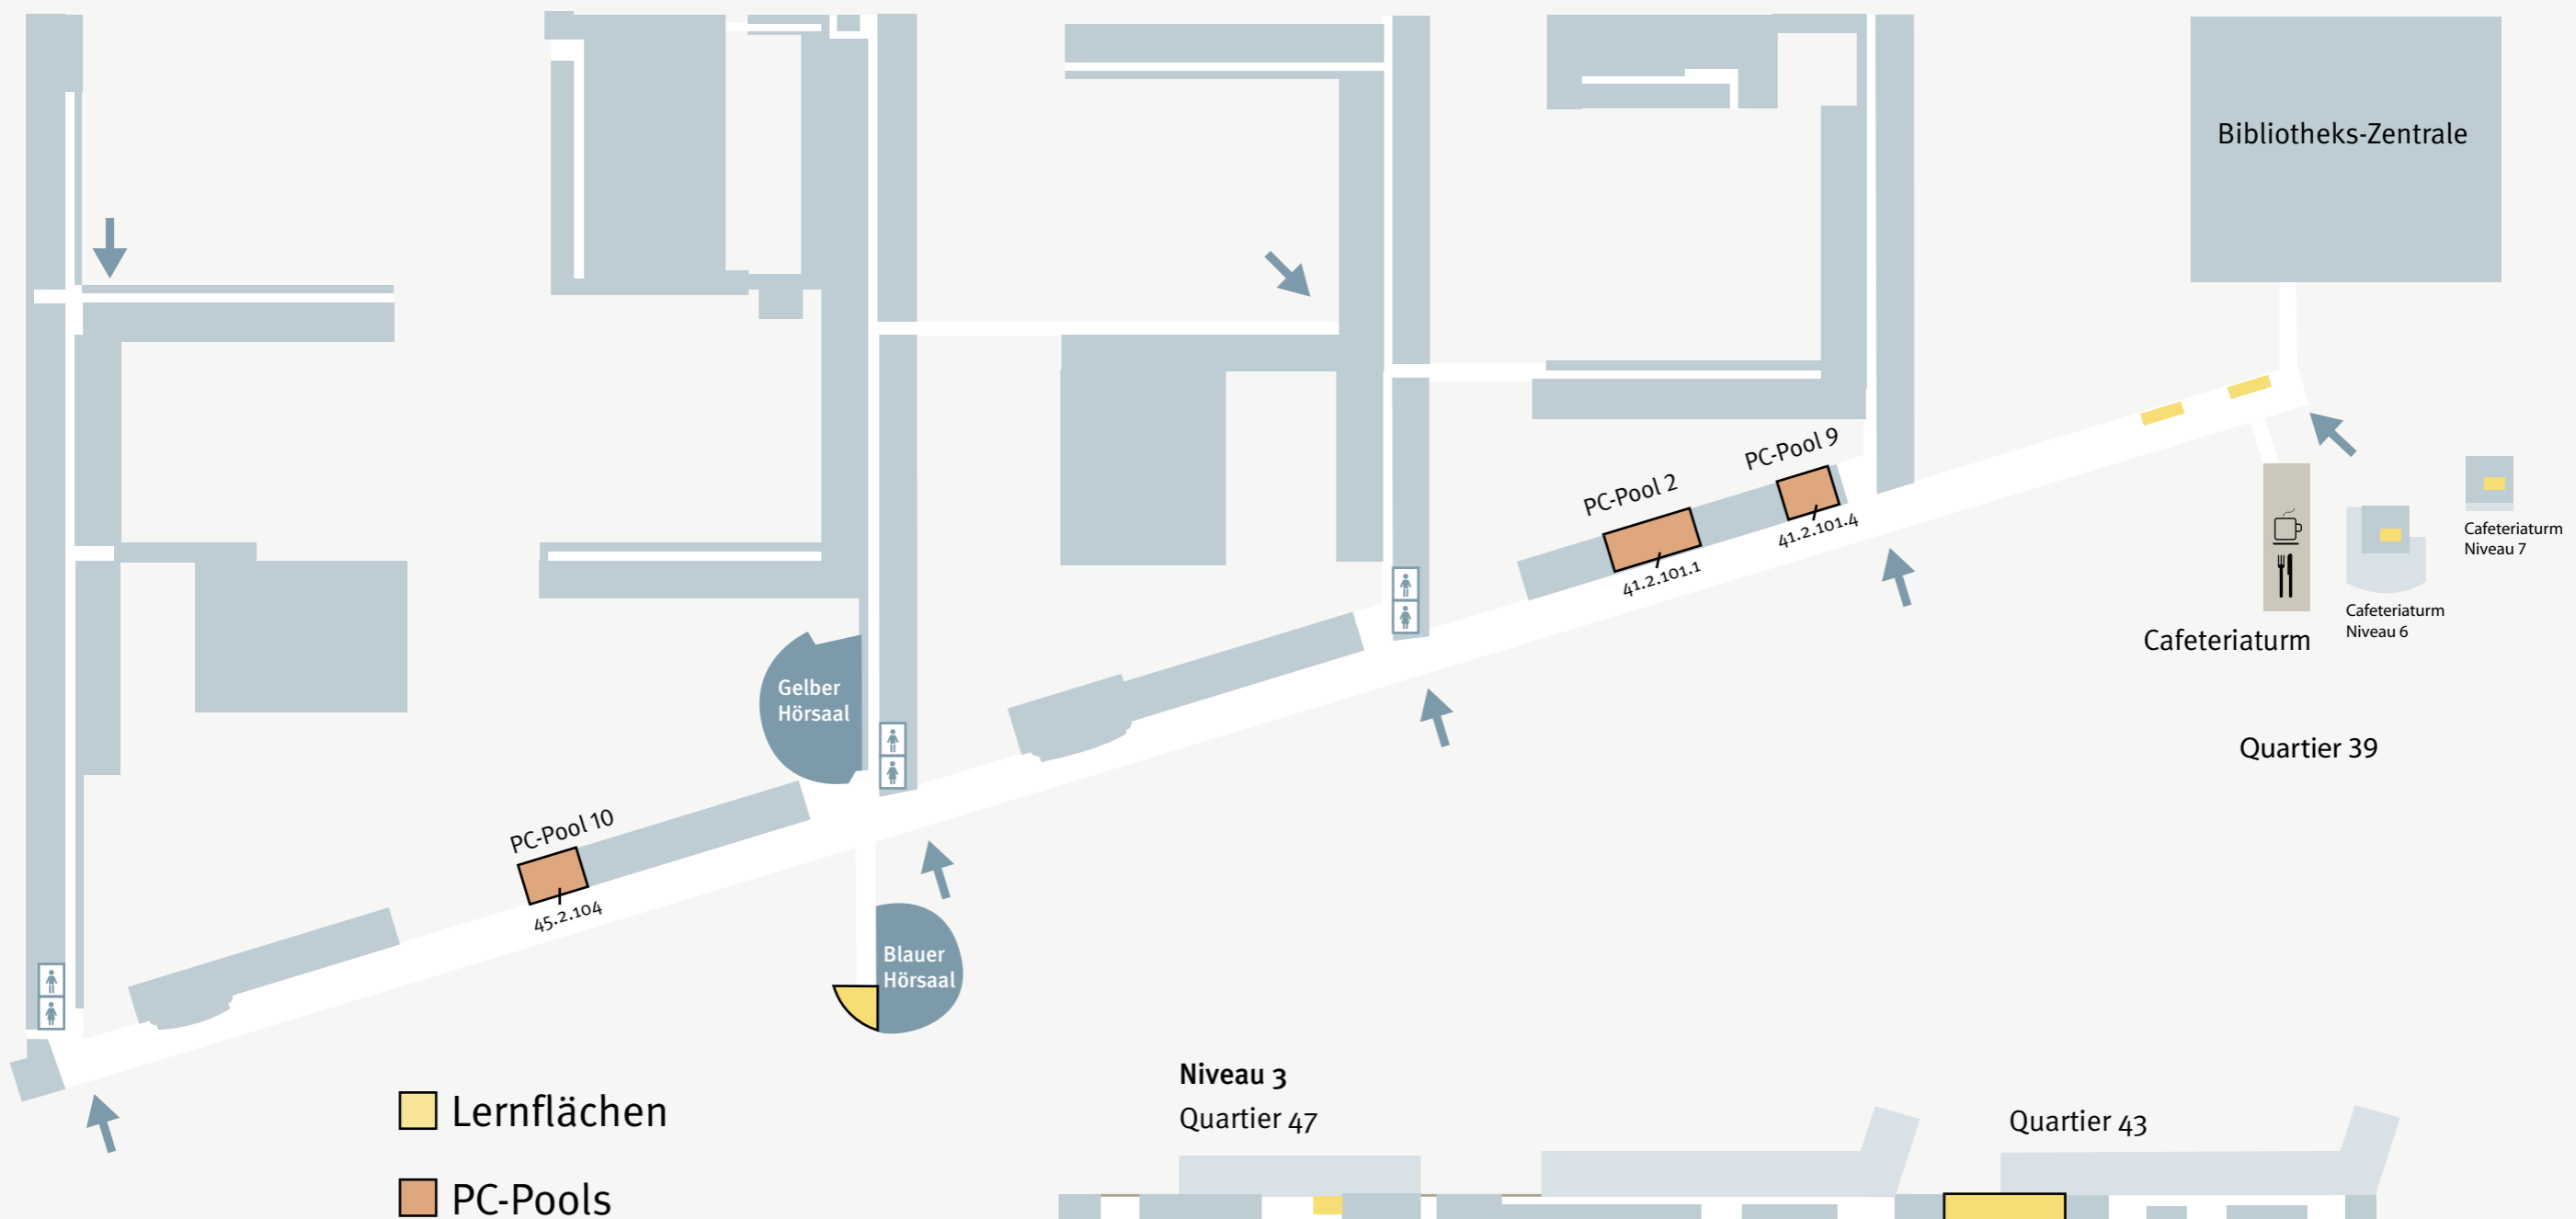 Bibliotheks-Zentrale
PC-Pool 9
PC-Pool 2
41.2.101.4
41.2.101.1
Cafeteriaturm
Niveau 7
Cafeteriaturm
Niveau 6
Cafeteriaturm
Gelber
Hörsaal
Quartier 39
PC-Pool 10
45.2.104
Blauer
Hörsaal
Niveau 3
Quartier 47
Quartier 43
Lernflächen
PC-Pools